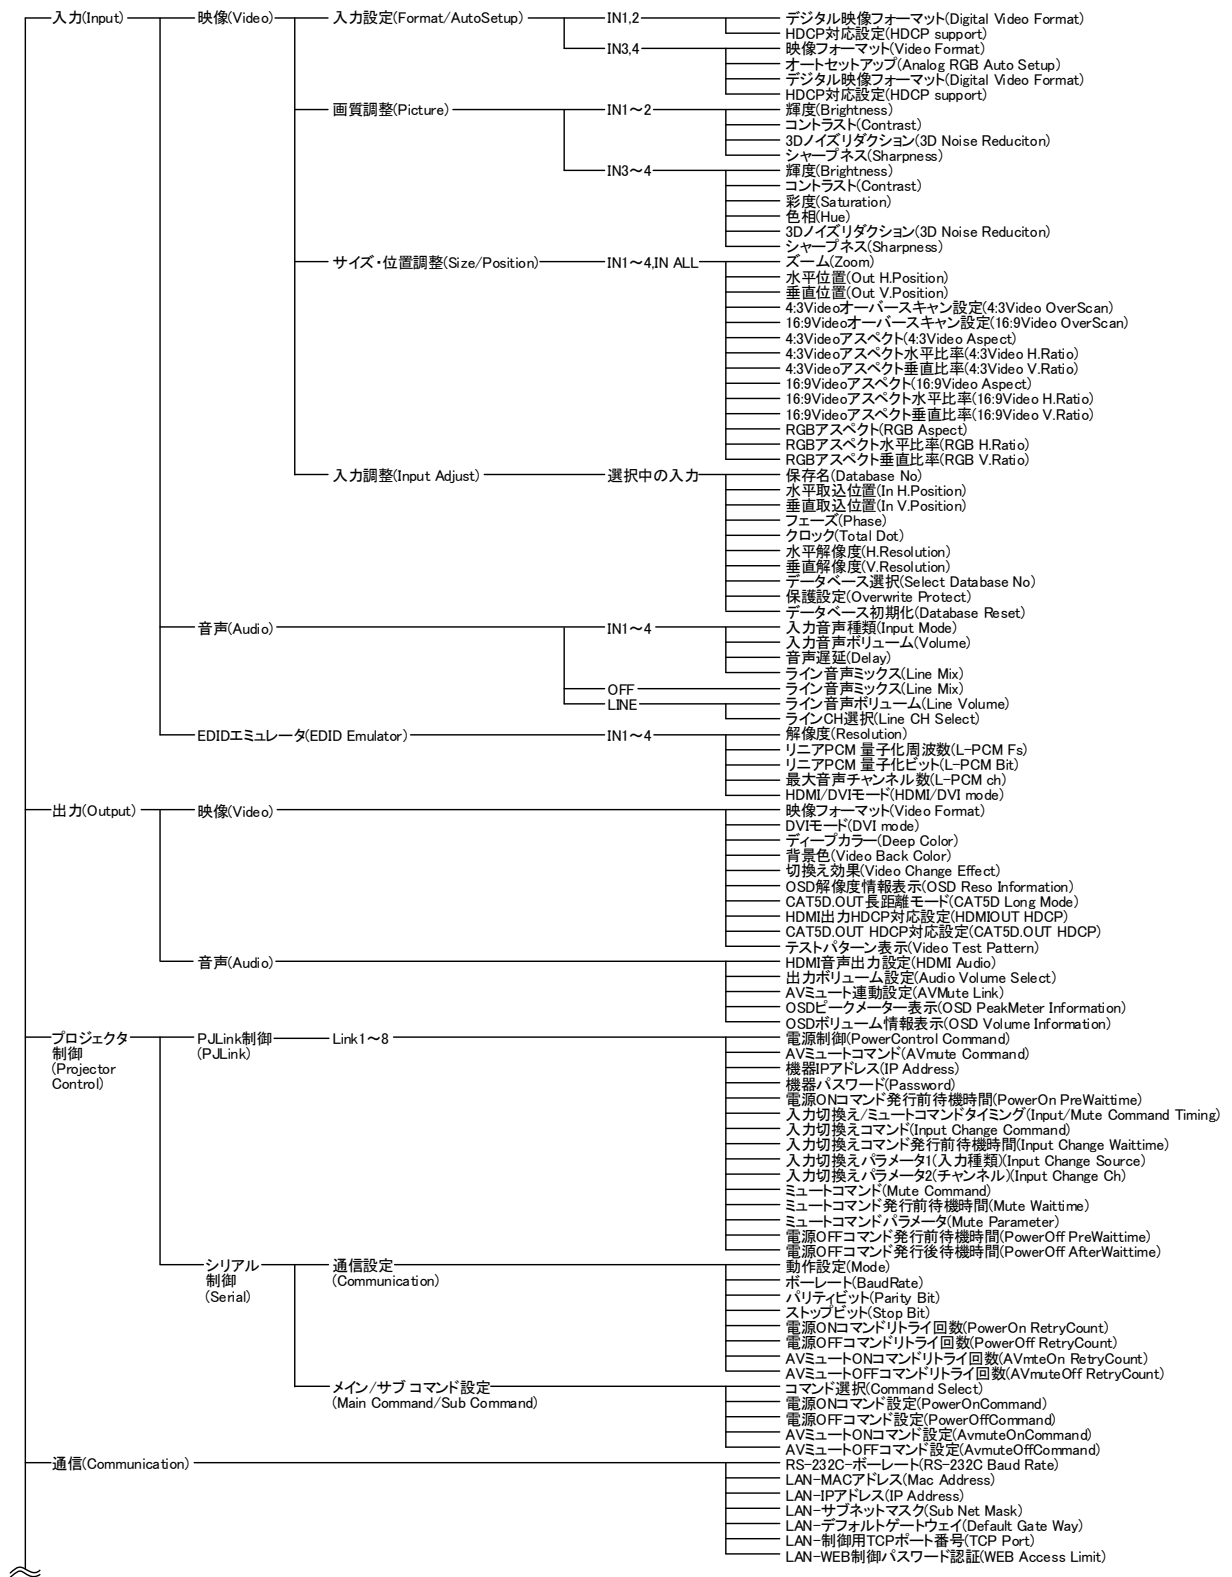 入力(Input)
映像(Video)
入力設定(Format/AutoSetup)
IN1,2
デジタル映像フォーマット(Digital Video Format)
HDCP対応設定(HDCP support)
IN3,4
映像フォーマット(Video Format)
オートセットアップ(Analog RGB Auto Setup)
デジタル映像フォーマット(Digital Video Format)
HDCP対応設定(HDCP support)
画質調整(Picture)
IN1～2
輝度(Brightness)
コントラスト(Contrast)
3Dノイズリダクション(3D Noise Reduciton)
シャープネス(Sharpness)
IN3～4
輝度(Brightness)
コントラスト(Contrast)
彩度(Saturation)
色相(Hue)
3Dノイズリダクション(3D Noise Reduciton)
シャープネス(Sharpness)
サイズ・位置調整(Size/Position)
IN1～4,IN ALL
ズーム(Zoom)
水平位置(Out H.Position)
垂直位置(Out V.Position)
4:3Videoオーバースキャン設定(4:3Video OverScan)
16:9Videoオーバースキャン設定(16:9Video OverScan)
4:3Videoアスペクト(4:3Video Aspect)
4:3Videoアスペクト水平比率(4:3Video H.Ratio)
4:3Videoアスペクト垂直比率(4:3Video V.Ratio)
16:9Videoアスペクト(16:9Video Aspect)
16:9Videoアスペクト水平比率(16:9Video H.Ratio)
16:9Videoアスペクト垂直比率(16:9Video V.Ratio)
RGBアスペクト(RGB Aspect)
RGBアスペクト水平比率(RGB H.Ratio)
RGBアスペクト垂直比率(RGB V.Ratio)
入力調整(Input Adjust)
選択中の入力
保存名(Database No)
水平取込位置(In H.Position)
垂直取込位置(In V.Position)
フェーズ(Phase)
クロック(Total Dot)
水平解像度(H.Resolution)
垂直解像度(V.Resolution)
データベース選択(Select Database No)
保護設定(Overwrite Protect)
データベース初期化(Database Reset)
音声(Audio)
IN1～4
入力音声種類(Input Mode)
入力音声ボリューム(Volume)
音声遅延(Delay)
ライン音声ミックス(Line Mix)
OFF
ライン音声ミックス(Line Mix)
LINE
ライン音声ボリューム(Line Volume)
ラインCH選択(Line CH Select)
EDIDエミュレータ(EDID Emulator)
IN1～4
解像度(Resolution)
リニアPCM 量子化周波数(L-PCM Fs)
リニアPCM 量子化ビット(L-PCM Bit)
最大音声チャンネル数(L-PCM ch)
HDMI/DVIモード(HDMI/DVI mode)
出力(Output)
映像(Video)
映像フォーマット(Video Format)
DVIモード(DVI mode)
ディープカラー(Deep Color)
背景色(Video Back Color)
切換え効果(Video Change Effect)
OSD解像度情報表示(OSD Reso Information)
CAT5D.OUT長距離モード(CAT5D Long Mode)
HDMI出力HDCP対応設定(HDMIOUT HDCP)
CAT5D.OUT HDCP対応設定(CAT5D.OUT HDCP)
テストパターン表示(Video Test Pattern)
音声(Audio)
HDMI音声出力設定(HDMI Audio)
出力ボリューム設定(Audio Volume Select)
AVミュート連動設定(AVMute Link)
OSDピークメーター表示(OSD PeakMeter Information)
OSDボリューム情報表示(OSD Volume Information)
プロジェクタ
制御
(Projector
Control)
PJLink制御
(PJLink)
Link1～8
電源制御(PowerControl Command)
AVミュートコマンド(AVmute Command)
機器IPアドレス(IP Address)
機器パスワード(Password)
電源ONコマンド発行前待機時間(PowerOn PreWaittime)
入力切換え/ミュートコマンドタイミング(Input/Mute Command Timing)
入力切換えコマンド(Input Change Command)
入力切換えコマンド発行前待機時間(Input Change Waittime)
入力切換えパラメータ1(入力種類)(Input Change Source)
入力切換えパラメータ2(チャンネル)(Input Change Ch)
ミュートコマンド(Mute Command)
ミュートコマンド発行前待機時間(Mute Waittime)
ミュートコマンドパラメータ(Mute Parameter)
電源OFFコマンド発行前待機時間(PowerOff PreWaittime)
電源OFFコマンド発行後待機時間(PowerOff AfterWaittime)
シリアル
制御
(Serial)
通信設定
(Communication)
動作設定(Mode)
ボーレート(BaudRate)
パリティビット(Parity Bit)
ストップビット(Stop Bit)
電源ONコマンドリトライ回数(PowerOn RetryCount)
電源OFFコマンドリトライ回数(PowerOff RetryCount)
AVミュートONコマンドリトライ回数(AVmteOn RetryCount)
AVミュートOFFコマンドリトライ回数(AVmuteOff RetryCount)
メイン/サブ コマンド設定
(Main Command/Sub Command)
コマンド選択(Command Select)
電源ONコマンド設定(PowerOnCommand)
電源OFFコマンド設定(PowerOffCommand)
AVミュートONコマンド設定(AvmuteOnCommand)
AVミュートOFFコマンド設定(AvmuteOffCommand)
通信(Communication)
RS-232C-ボーレート(RS-232C Baud Rate)
LAN-MACアドレス(Mac Address)
LAN-IPアドレス(IP Address)
LAN-サブネットマスク(Sub Net Mask)
LAN-デフォルトゲートウェイ(Default Gate Way)
LAN-制御用TCPポート番号(TCP Port)
LAN-WEB制御パスワード認証(WEB Access Limit)